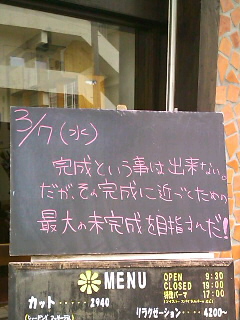 3/7(水)
完成という事は出来ない。
だが、その完成に近づくための
最大の未完成を目指すんだ!
MENU
カット・・・・・2940
OPEN 9:30
CLOSED 19:00
17:00
リラクゼーション・・・・4200〜